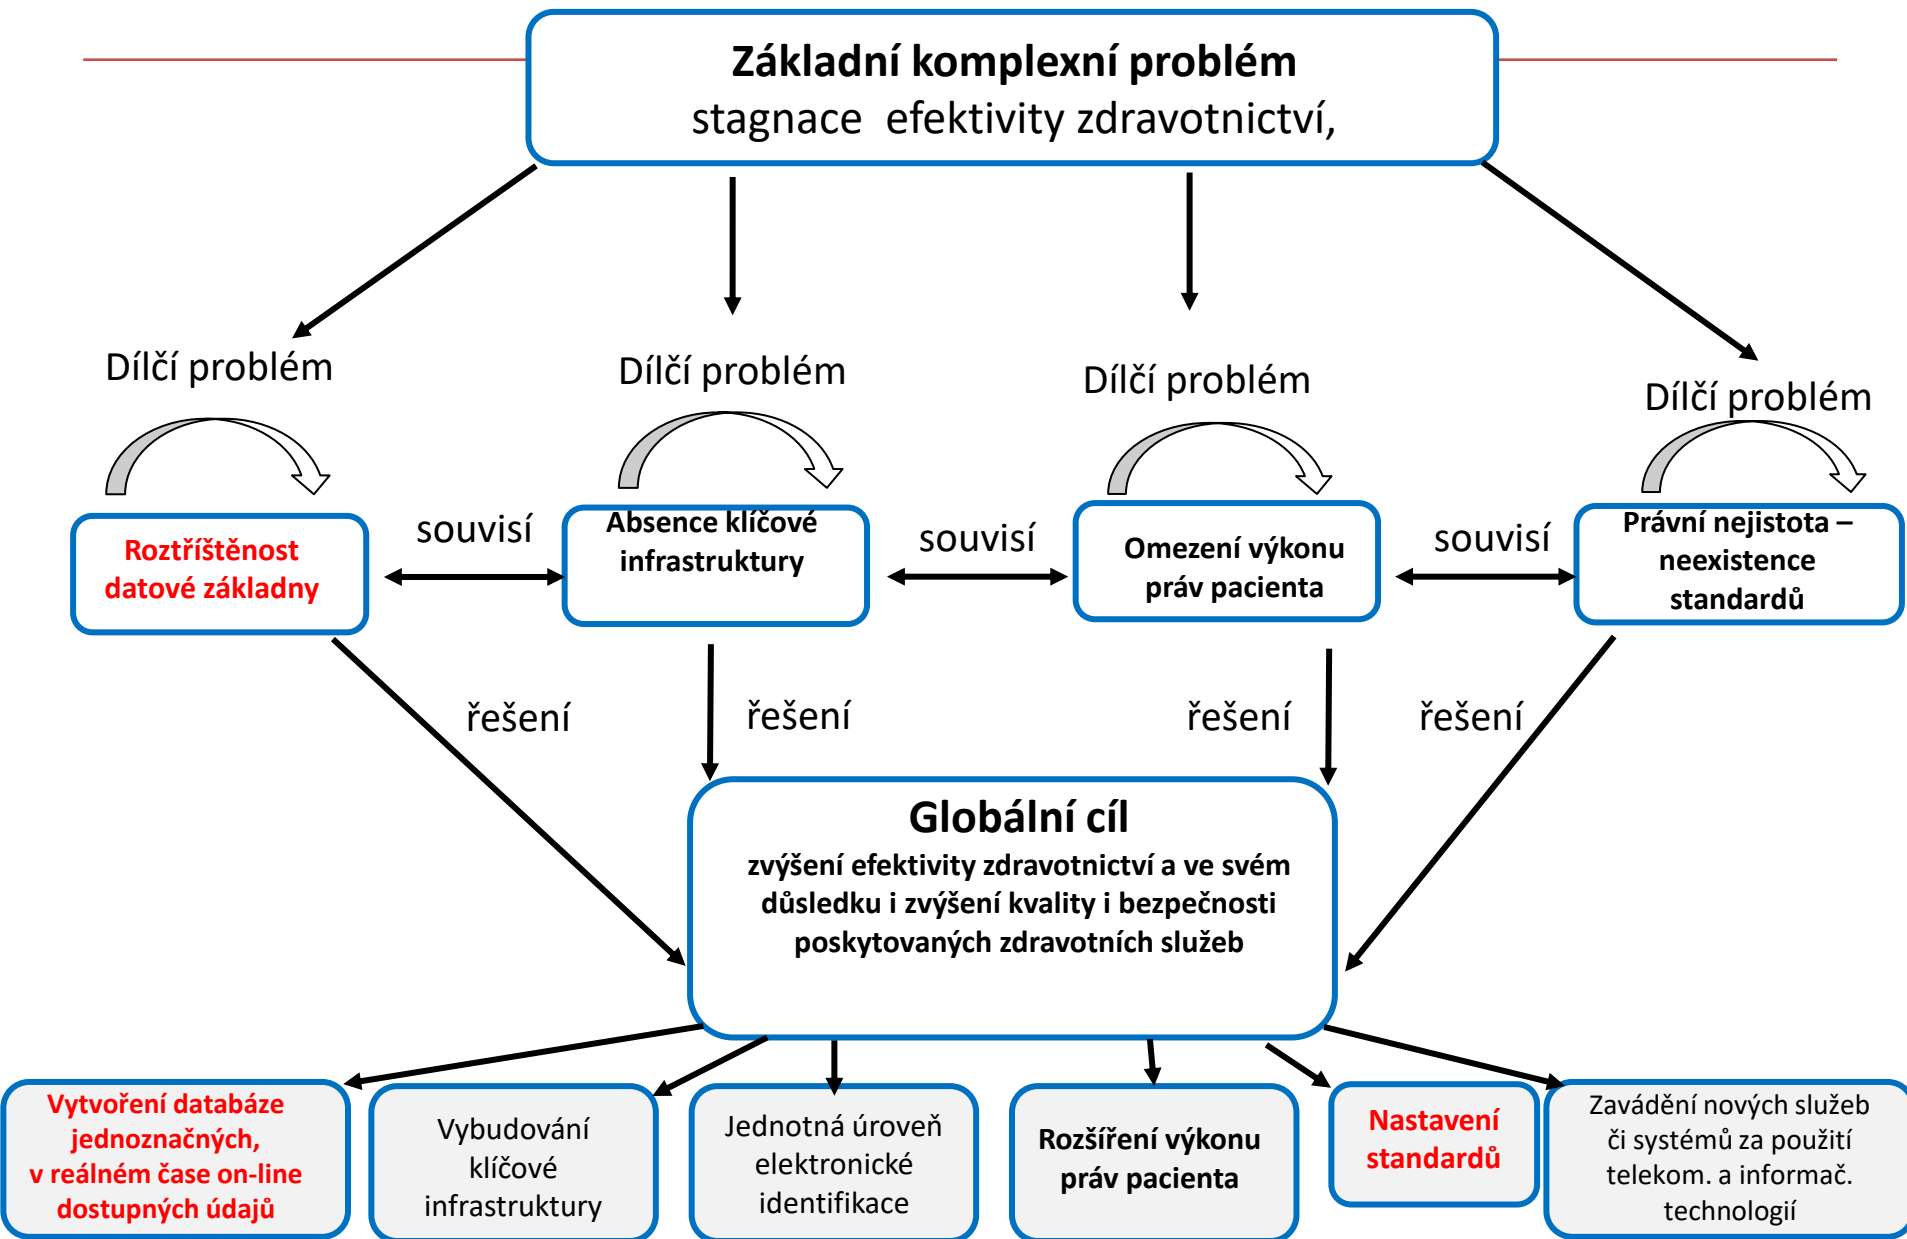 Základní komplexní problém
stagnace efektivity zdravotnictví,
Dílčí problém
Dílčí problém
Dílčí problém
Dílčí problém
Roztříštěnost
datové základny
souvisí
Absence klíčové
infrastruktury
souvisí
Omezení výkonu
práv pacienta
souvisí
Právní nejistota –
neexistence
standardů
řešení
řešení
řešení
řešení
Globální cíl
zvýšení efektivity zdravotnictví a ve svém
důsledku i zvýšení kvality i bezpečnosti
poskytovaných zdravotních služeb
Vytvoření databáze
jednoznačných,
v reálném čase on-line
dostupných údajů
Vybudování
klíčové
infrastruktury
Jednotná úroveň
elektronické
identifikace
Rozšíření výkonu
práv pacienta
Nastavení
standardů
Zavádění nových služeb
či systémů za použití
telekom. a informač.
technologií